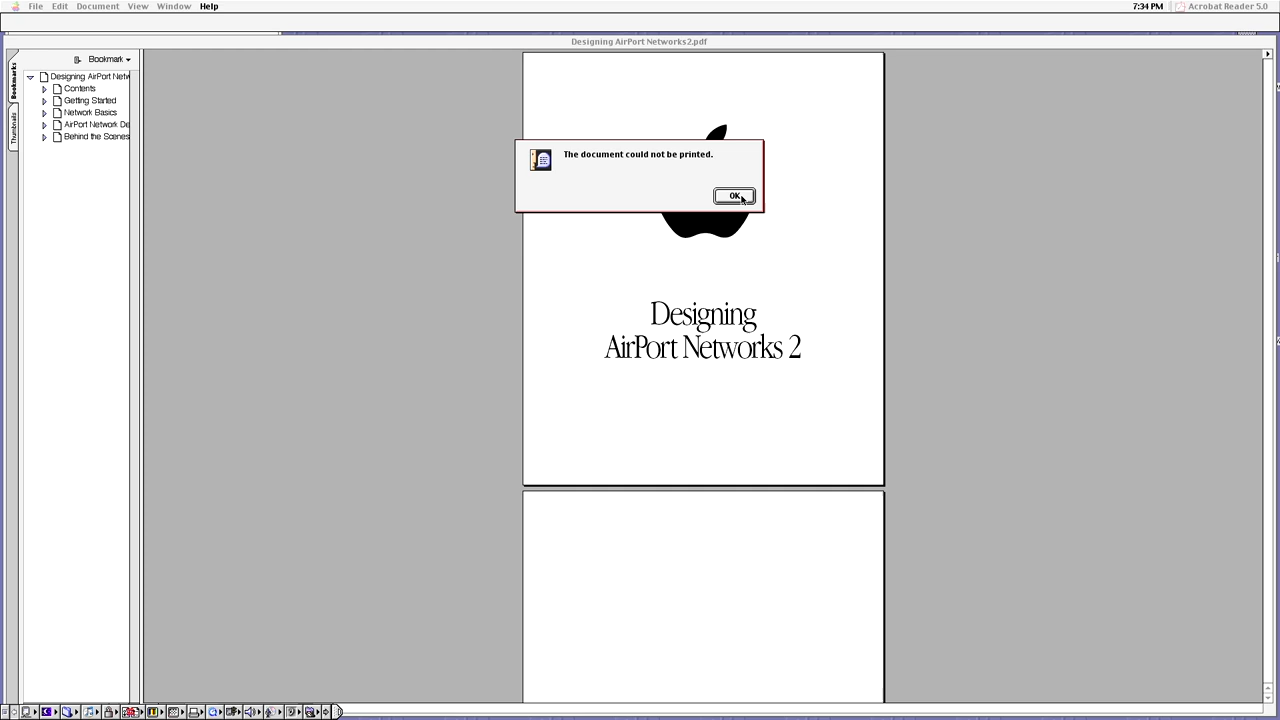 File Edit Document View Window Help 7:34 PM Acrobat Reader 5.0
Designing AirPort Networks2.pdf
Bookmarks
Thumbnails
Bookmark
Designing AirPort Netw
Contents
Getting Started
Network Basics
AirPort Network De
Behind the Scenes
The document could not be printed.
OK
Designing
AirPort Networks 2